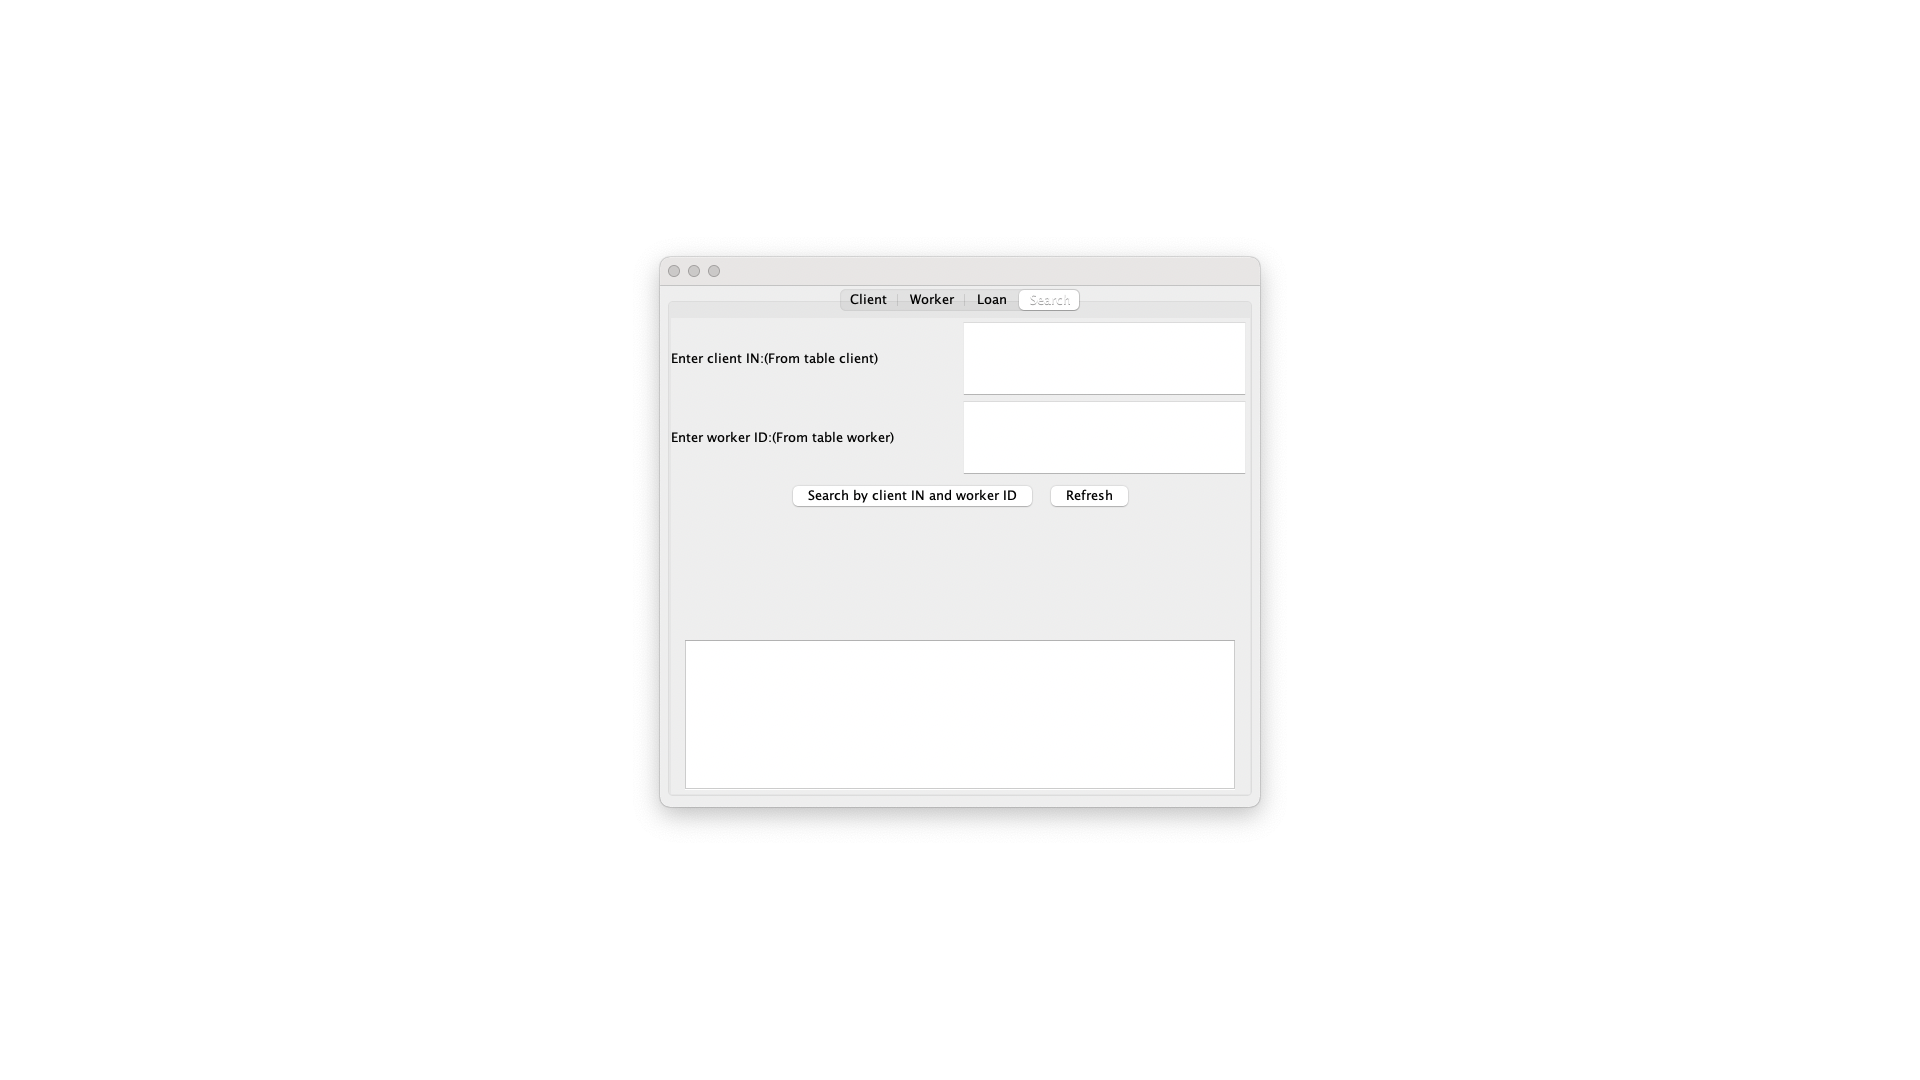 Client Worker Loan Search
Enter client IN:(From table client)
Enter worker ID:(From table worker)
Search by client IN and worker ID Refresh